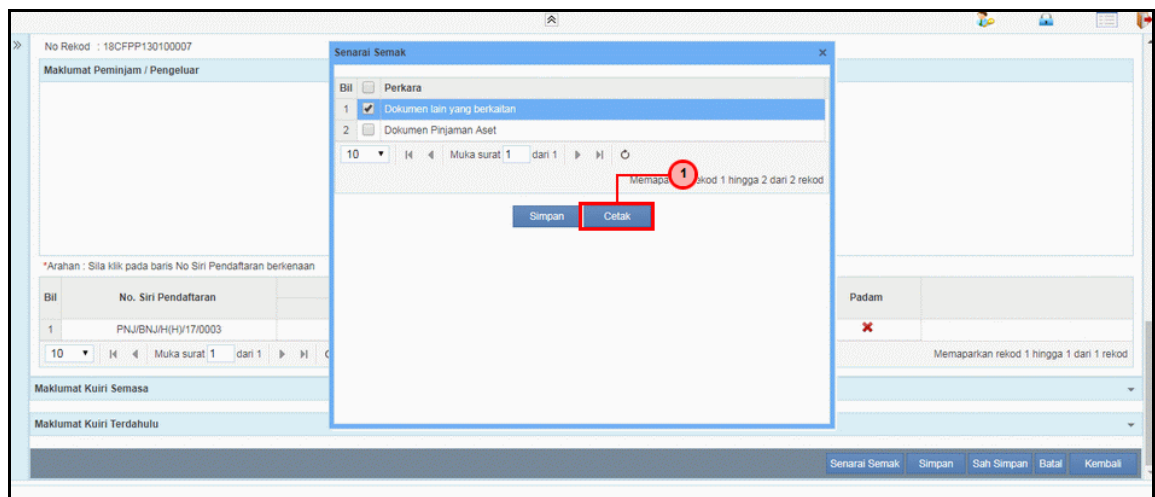 No Rekod : 18CFPP130100007
Maklumat Peminjam / Pengeluar
Senarai Semak
Bil Perkara
1 Dokumen lain yang berkaitan
2 Dokumen Pinjaman Aset
10 Muka surat 1 dari 1
1
rekod 1 hingga 2 dari 2 rekod
Simpan Cetak
*Arahan : Sila klik pada baris No Siri Pendaftaran berkenaan
Bil No. Siri Pendaftaran Padam
1 PNJ/BNJ/H(H)/17/0003
10 Muka surat 1 dari 1
Memaparkan rekod 1 hingga 1 dari 1 rekod
Maklumat Kuiri Semasa
Maklumat Kuiri Terdahulu
Senarai Semak Simpan Sah Simpan Batal Kembali